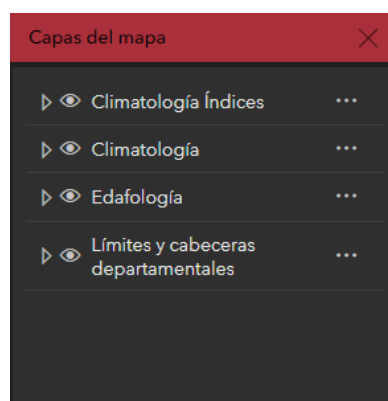 Capas del mapa
Climatología Índices
Climatología
Edafología
Límites y cabeceras
departamentales